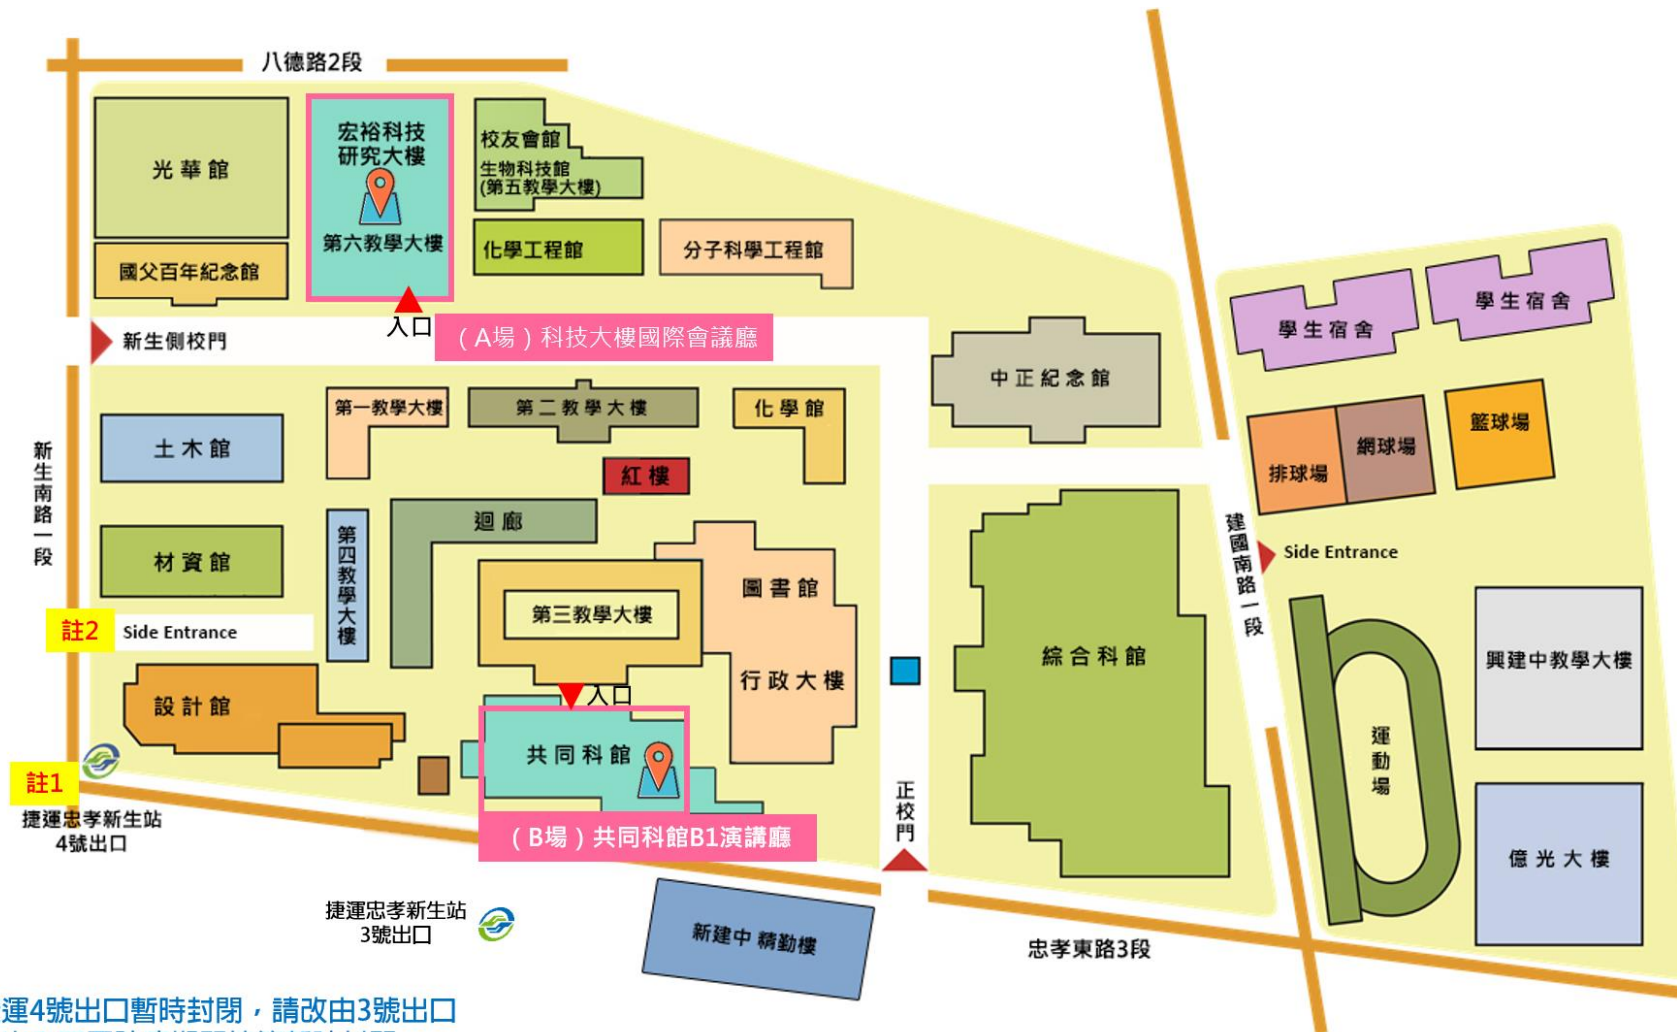 八德路2段
光華館
宏裕科技
研究大樓
第六教學大樓
校友會館
生物科技館
(第五教學大樓)
國父百年紀念館
化學工程館
分子科學工程館
學生宿舍
學生宿舍
新生側校門
入口
(A場)科技大樓國際會議廳
中正紀念館
第一教學大樓
第二教學大樓
化學館
土木館
紅樓
排球場
網球場
籃球場
新生南路一段
迴廊
材資館
第四教學大樓
圖書館
建國南路一段
Side Entrance
第三教學大樓
註2
Side Entrance
綜合科館
興建中教學大樓
行政大樓
設計館
入口
共同科館
運動場
註1
捷運忠孝新生站
4號出口
正校門
(B場)共同科館B1演講廳
億光大樓
捷運忠孝新生站
3號出口
新建中 精勤樓
忠孝東路3段
運4號出口暫時封閉,請改由3號出口